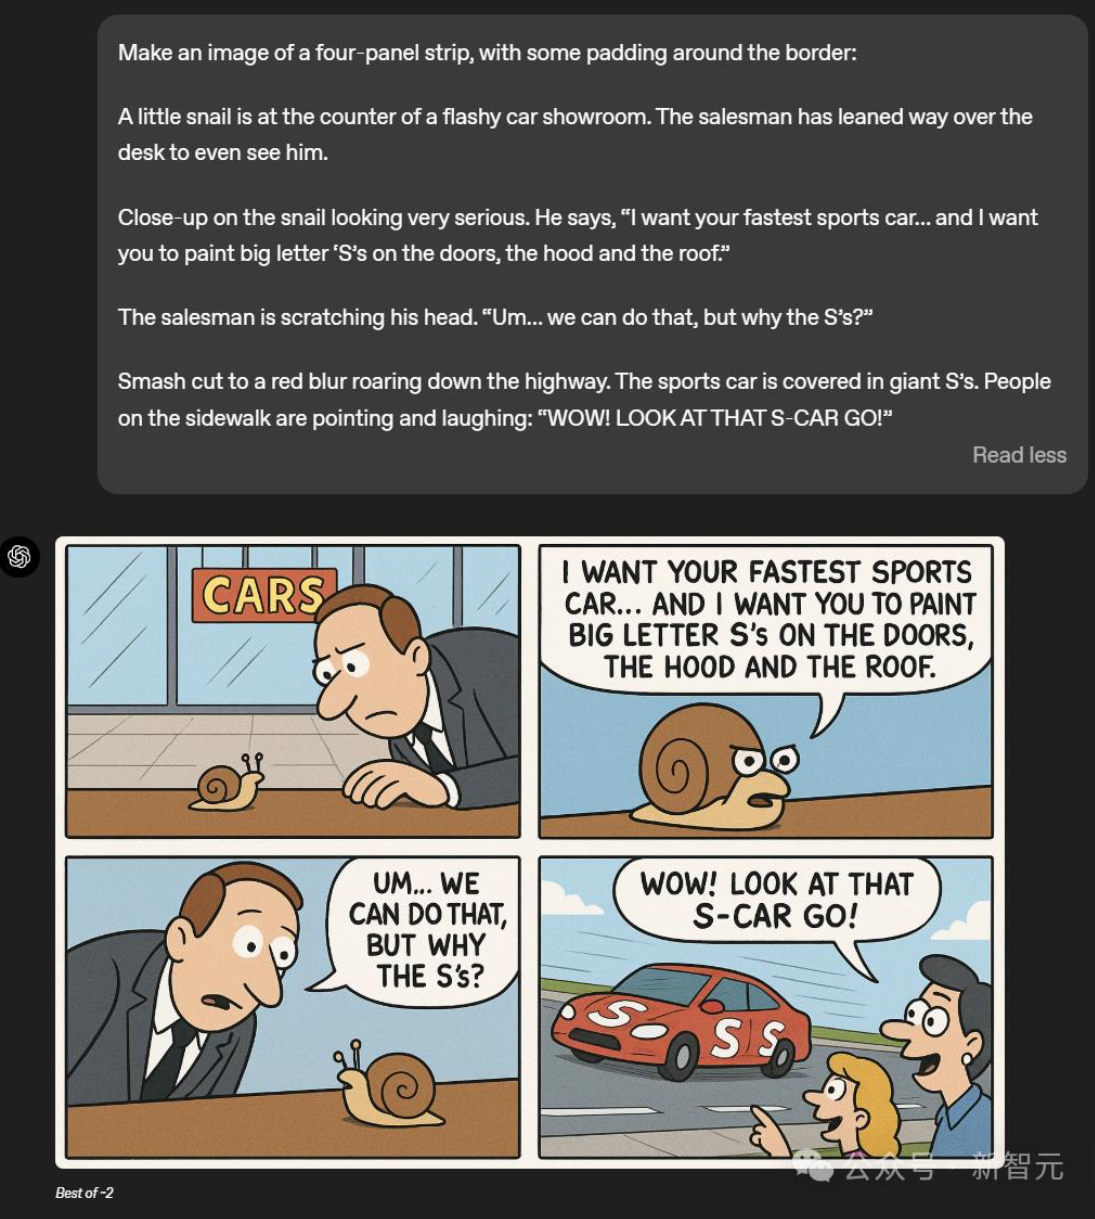 Make an image of a four-panel strip, with some padding around the border:
A little snail is at the counter of a flashy car showroom. The salesman has leaned way over the
desk to even see him.
Close-up on the snail looking very serious. He says, “I want your fastest sports car... and I want
you to paint big letter ‘S’s on the doors, the hood and the roof.”
The salesman is scratching his head. “Um... we can do that, but why the S’s?”
Smash cut to a red blur roaring down the highway. The sports car is covered in giant S’s. People
on the sidewalk are pointing and laughing: “WOW! LOOK AT THAT S-CAR GO!”
Read less
CARS
I WANT YOUR FASTEST SPORTS
CAR... AND I WANT YOU TO PAINT
BIG LETTER S's ON THE DOORS,
THE HOOD AND THE ROOF.
UM... WE
CAN DO THAT,
BUT WHY
THE S's?
WOW! LOOK AT THAT
S-CAR GO!
S
S S
公众号 · 新智元
Best of ~2